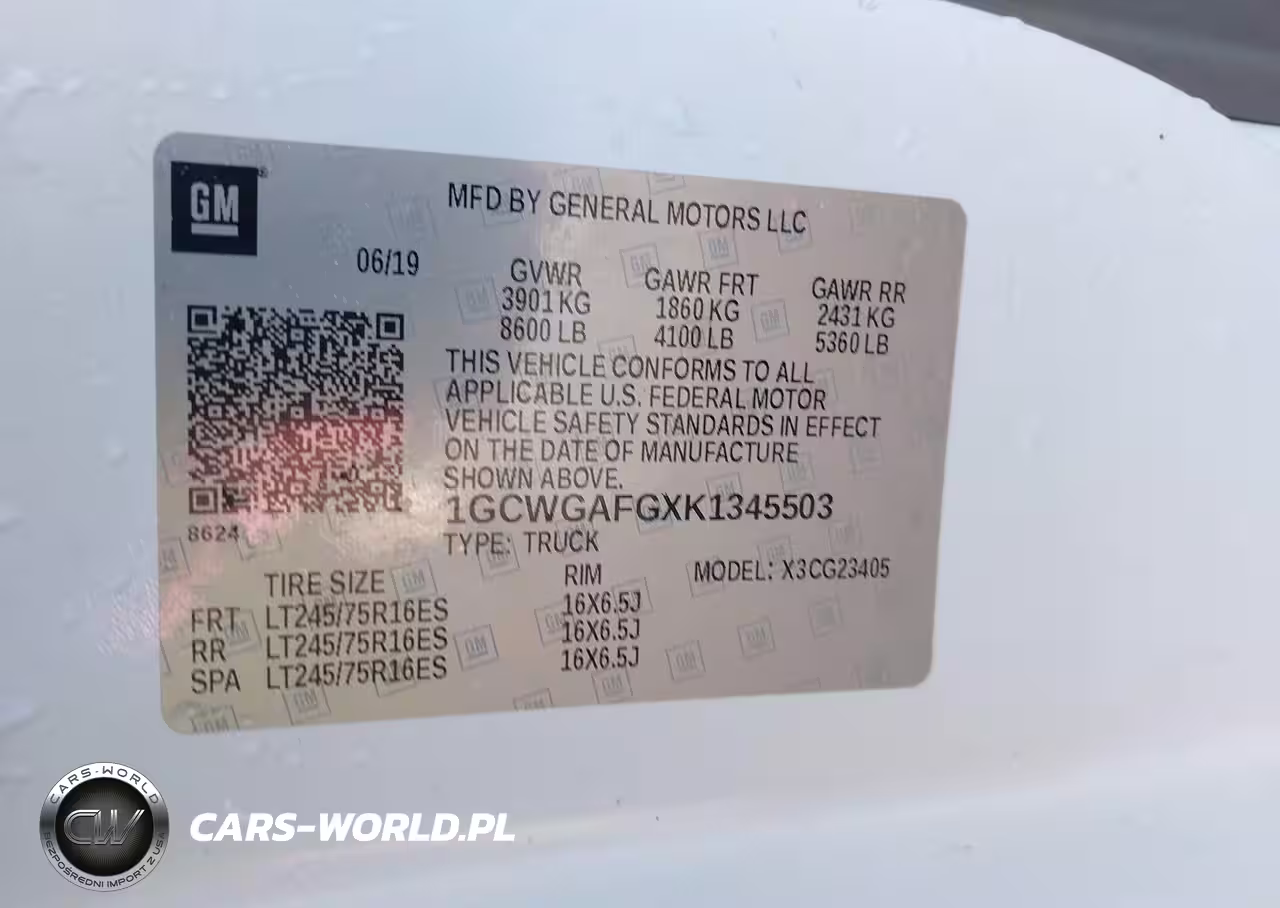 GM
MFD BY GENERAL MOTORS LLC
06/19
GVWR GAWR FRT GAWR RR
3901 KG 1860 KG 2431 KG
8600 LB 4100 LB 5360 LB
THIS VEHICLE CONFORMS TO ALL
APPLICABLE U.S. FEDERAL MOTOR
VEHICLE SAFETY STANDARDS IN EFFECT
ON THE DATE OF MANUFACTURE
SHOWN ABOVE.
1GCWGAFGXK1345503
8624
TYPE: TRUCK
TIRE SIZE RIM MODEL: X3CG23405
FRT LT245/75R16ES 16X6.5J
RR LT245/75R16ES 16X6.5J
SPA LT245/75R16ES 16X6.5J
CARS-WORLD
CW
BEZPOŚREDNI IMPORT Z USA
CARS-WORLD.PL